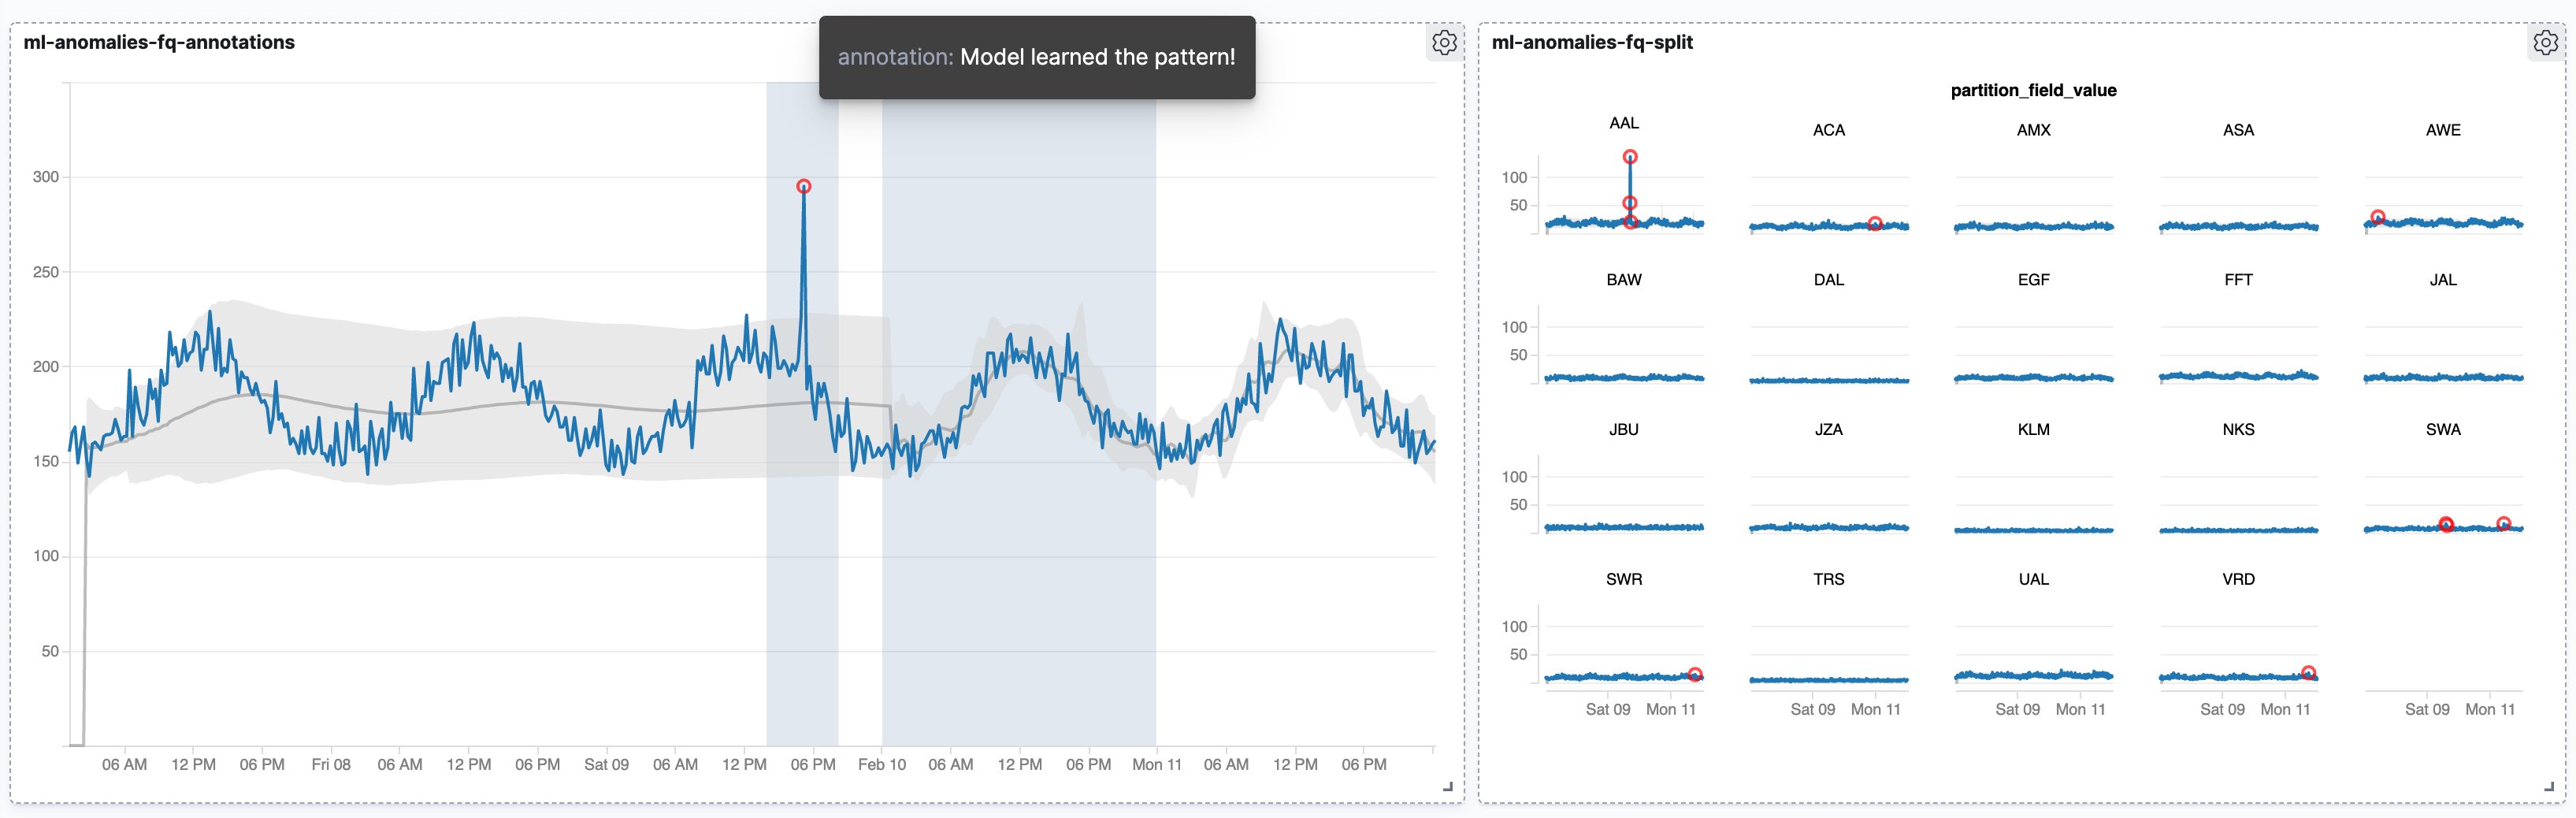 ml-anomalies-fq-annotations
annotation: Model learned the pattern!
300
250
200
150
100
50
06 AM 12 PM 06 PM Fri 08 06 AM 12 PM 06 PM Sat 09 06 AM 12 PM 06 PM Feb 10 06 AM 12 PM 06 PM Mon 11 06 AM 12 PM 06 PM
ml-anomalies-fq-split
partition_field_value
AAL ACA AMX ASA AWE
100
50
BAW DAL EGF FFT JAL
100
50
JBU JZA KLM NKS SWA
100
50
SWR TRS UAL VRD
100
50
Sat 09 Mon 11 Sat 09 Mon 11 Sat 09 Mon 11 Sat 09 Mon 11 Sat 09 Mon 11